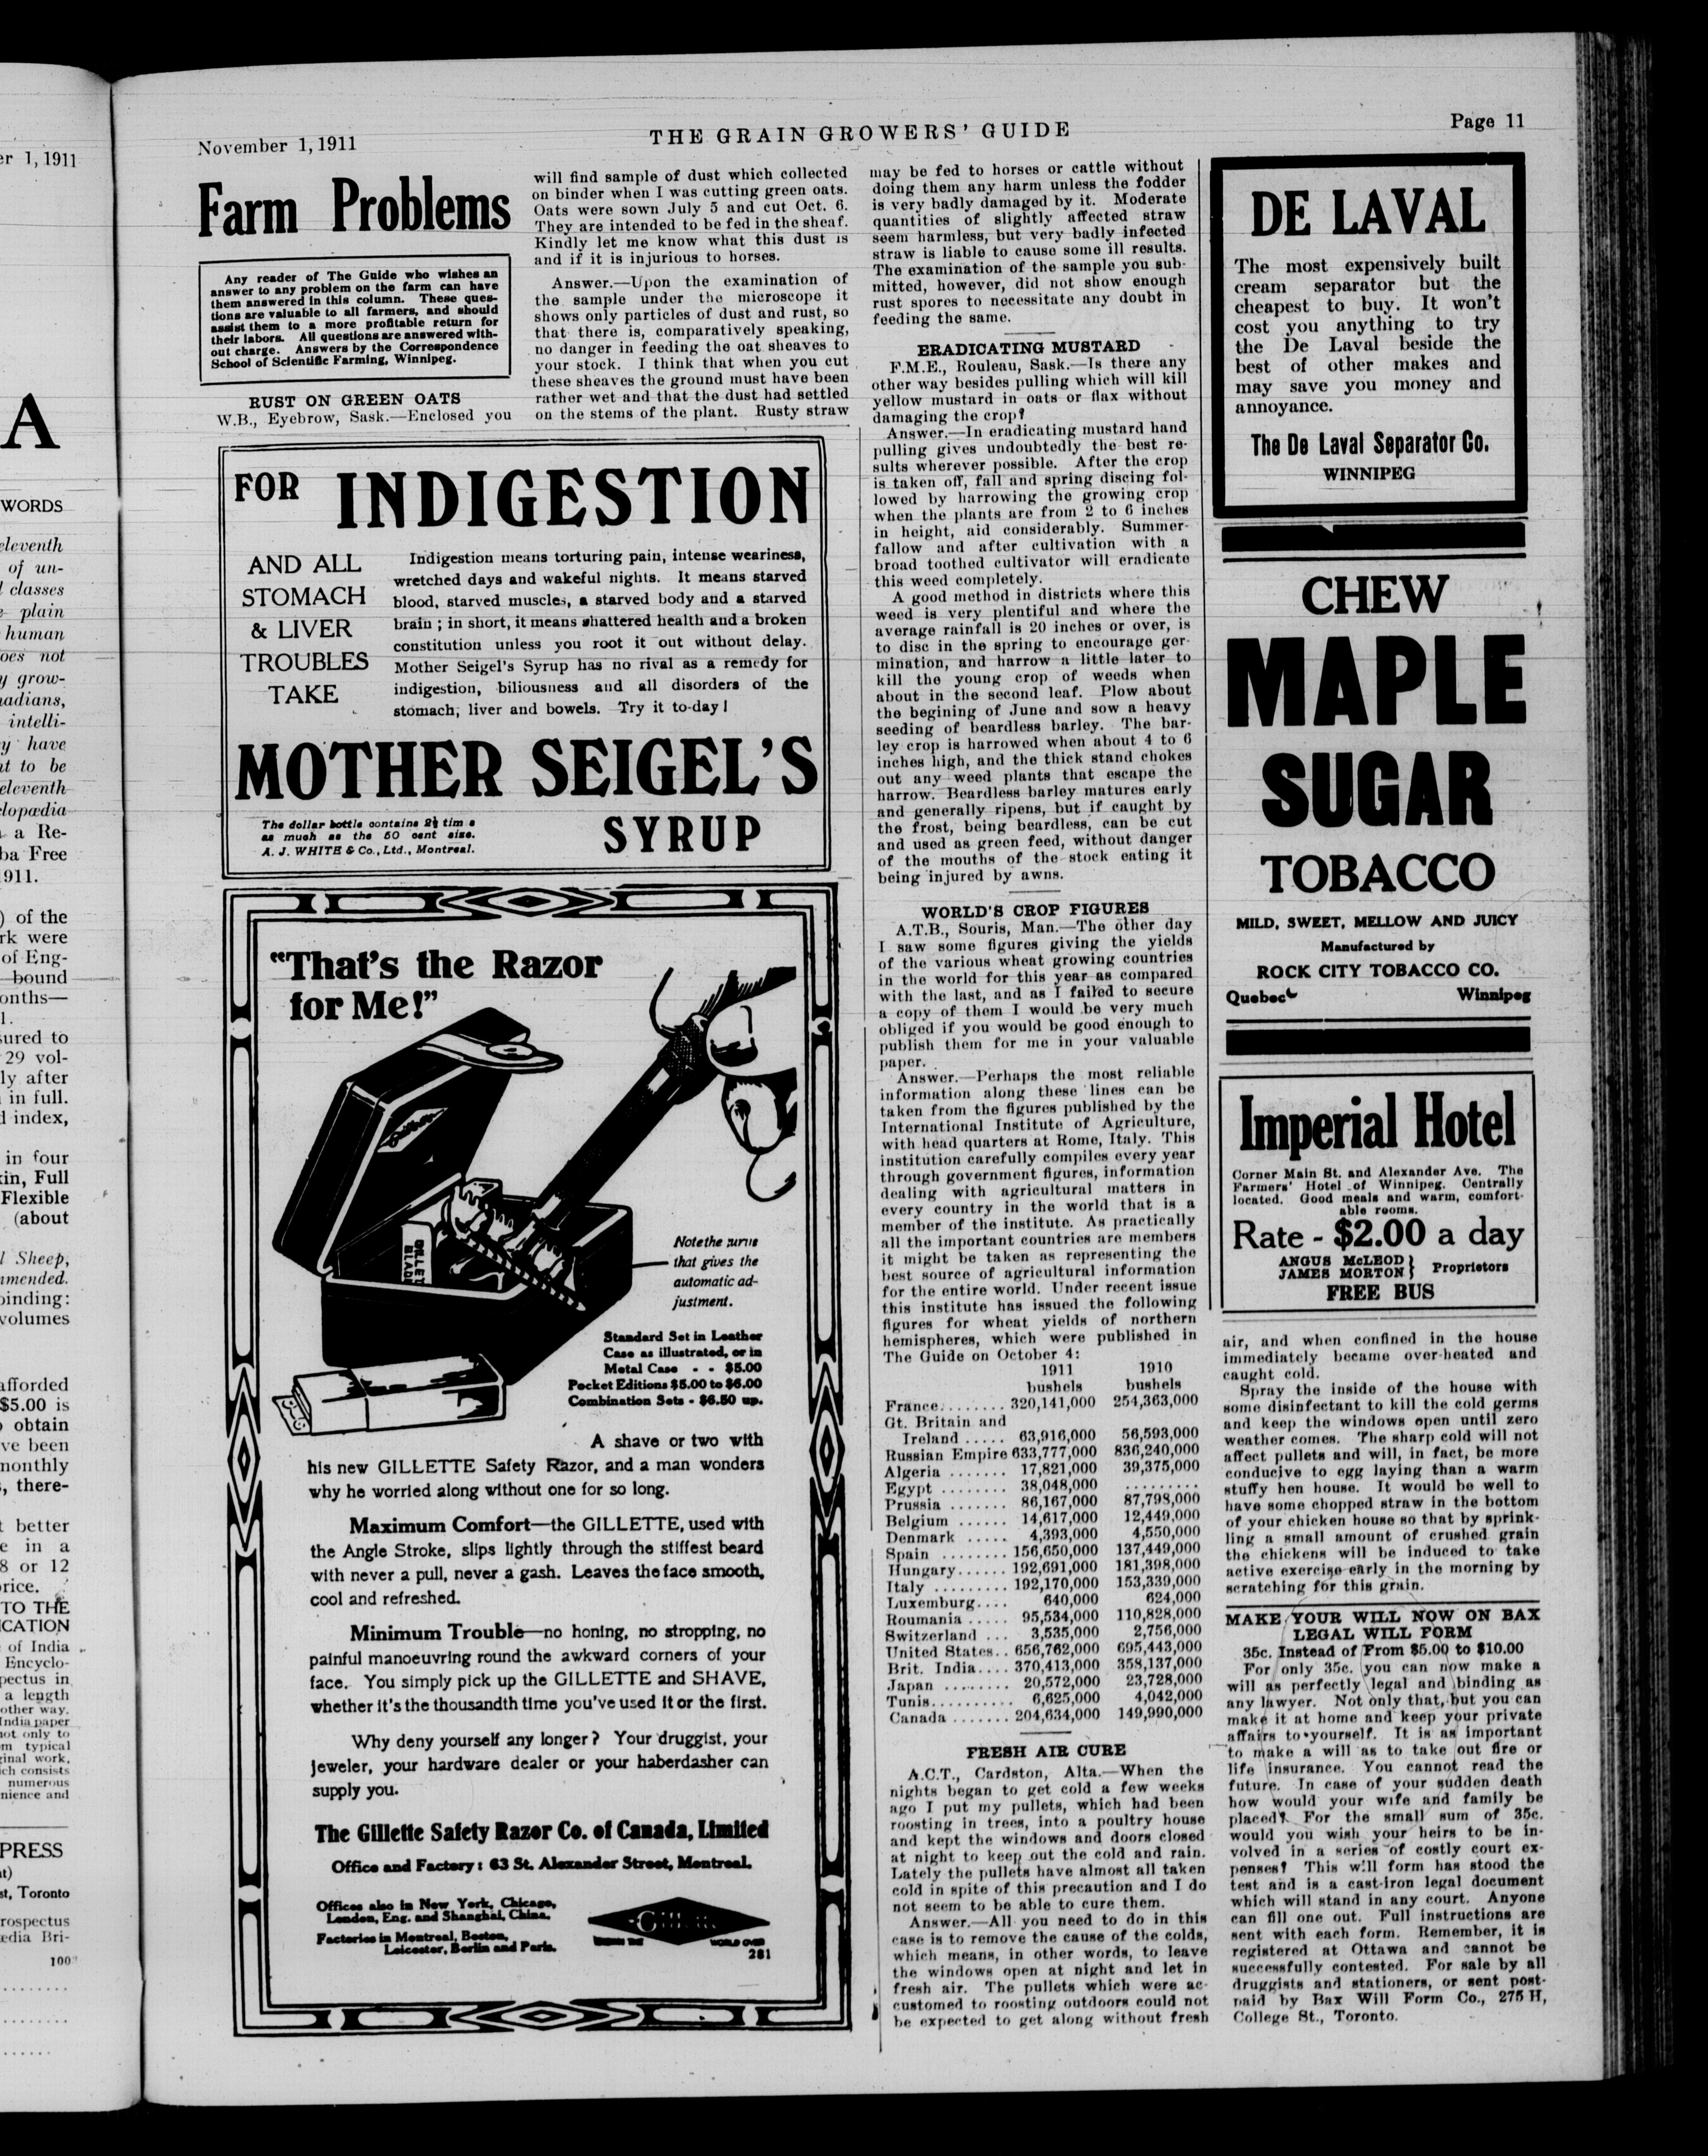 November 1, 1911
THE GRAIN GROWERS' GUIDE
Page 11
Farm Problems
Any reader of The Guide who wishes an
answer to any problem on the farm can have
them answered in this column. These ques-
tions are valuable to all farmers, and should
assist them to a more profitable return for
their labors. All questions are answered with-
out charge. Answers by the Correspondence
School of Scientific Farming, Winnipeg.
RUST ON GREEN OATS
W.B., Eyebrow, Sask.—Enclosed you
will find sample of dust which collected
on binder when I was cutting green oats.
Oats were sown July 5 and cut Oct. 6.
They are intended to be fed in the sheaf.
Kindly let me know what this dust is
and if it is injurious to horses.
Answer.—Upon the examination of
the sample under the microscope it
shows only particles of dust and rust, so
that there is, comparatively speaking,
no danger in feeding the oat sheaves to
your stock. I think that when you cut
these sheaves the ground must have been
rather wet and that the dust had settled
on the stems of the plant. Rusty straw
may be fed to horses or cattle without
doing them any harm unless the fodder
is very badly damaged by it. Moderate
quantities of slightly affected straw
seem harmless, but very badly infected
straw is liable to cause some ill results.
The examination of the sample you sub-
mitted, however, did not show enough
rust spores to necessitate any doubt in
feeding the same.
ERADICATING MUSTARD
F.M.E., Rouleau, Sask.—Is there any
other way besides pulling which will kill
yellow mustard in oats or flax without
damaging the crop?
Answer.—In eradicating mustard hand
pulling gives undoubtedly the best re-
sults wherever possible. After the crop
is taken off, fall and spring discing fol-
lowed by harrowing the growing crop
when the plants are from 2 to 6 inches
in height, aid considerably. Summer-
fallow and after cultivation with a
broad toothed cultivator will eradicate
this weed completely.
A good method in districts where this
weed is very plentiful and where the
average rainfall is 20 inches or over, is
to disc in the spring to encourage ger-
mination, and harrow a little later to
kill the young crop of weeds when
about in the second leaf. Plow about
the begining of June and sow a heavy
seeding of beardless barley. The bar-
ley crop is harrowed when about 4 to 6
inches high, and the thick stand chokes
out any weed plants that escape the
harrow. Beardless barley matures early
and generally ripens, but if caught by
the frost, being beardless, can be cut
and used as green feed, without danger
of the mouths of the stock eating it
being injured by awns.
WORLD'S CROP FIGURES
A.T.B., Souris, Man.—The other day
I saw some figures giving the yields
of the various wheat growing countries
in the world for this year as compared
with the last, and as I failed to secure
a copy of them I would be very much
obliged if you would be good enough to
publish them for me in your valuable
paper.
Answer.—Perhaps the most reliable
information along these lines can be
taken from the figures published by the
International Institute of Agriculture,
with head quarters at Rome, Italy. This
institution carefully compiles every year
through government figures, information
dealing with agricultural matters in
every country in the world that is a
member of the institute. As practically
all the important countries are members
it might be taken as representing the
best source of agricultural information
for the entire world. Under recent issue
this institute has issued the following
figures for wheat yields of northern
hemispheres, which were published in
The Guide on October 4:
1911 1910
bushels bushels
France........ 320,141,000 254,363,000
Gt. Britain and
Ireland ..... 63,916,000 56,593,000
Russian Empire 633,777,000 836,240,000
Algeria ....... 17,821,000 39,375,000
Egypt ........ 38,048,000 .........
Prussia ....... 86,167,000 87,798,000
Belgium ...... 14,617,000 12,449,000
Denmark ..... 4,393,000 4,550,000
Spain ........ 156,650,000 137,449,000
Hungary...... 192,691,000 181,398,000
Italy ......... 192,170,000 153,339,000
Luxemburg.... 640,000 624,000
Roumania ..... 95,534,000 110,828,000
Switzerland ... 3,535,000 2,756,000
United States.. 656,762,000 695,443,000
Brit. India.... 370,413,000 358,137,000
Japan ........ 20,572,000 23,728,000
Tunis.......... 6,625,000 4,042,000
Canada ....... 204,634,000 149,990,000
FRESH AIR CURE
A.C.T., Cardston, Alta.—When the
nights began to get cold a few weeks
ago I put my pullets, which had been
roosting in trees, into a poultry house
and kept the windows and doors closed
at night to keep out the cold and rain.
Lately the pullets have almost all taken
cold in spite of this precaution and I do
not seem to be able to cure them.
Answer.—All you need to do in this
case is to remove the cause of the colds,
which means, in other words, to leave
the windows open at night and let in
fresh air. The pullets which were ac-
customed to roosting outdoors could not
be expected to get along without fresh
air, and when confined in the house
immediately became over-heated and
caught cold.
Spray the inside of the house with
some disinfectant to kill the cold germs
and keep the windows open until zero
weather comes. The sharp cold will not
affect pullets and will, in fact, be more
conducive to egg laying than a warm
stuffy hen house. It would be well to
have some chopped straw in the bottom
of your chicken house so that by sprink-
ling a small amount of crushed grain
the chickens will be induced to take
active exercise early in the morning by
scratching for this grain.
MAKE YOUR WILL NOW ON BAX
LEGAL WILL FORM
35c. Instead of From $5.00 to $10.00
For only 35c. you can now make a
will as perfectly legal and binding as
any lawyer. Not only that, but you can
make it at home and keep your private
affairs to yourself. It is as important
to make a will as to take out fire or
life insurance. You cannot read the
future. In case of your sudden death
how would your wife and family be
placed? For the small sum of 35c.
would you wish your heirs to be in-
volved in a series of costly court ex-
penses? This will form has stood the
test and is a cast-iron legal document
which will stand in any court. Anyone
can fill one out. Full instructions are
sent with each form. Remember, it is
registered at Ottawa and cannot be
successfully contested. For sale by all
druggists and stationers, or sent post-
paid by Bax Will Form Co., 275 H,
College St., Toronto.
FOR INDIGESTION
AND ALL
STOMACH
& LIVER
TROUBLES
TAKE
Indigestion means torturing pain, intense weariness,
wretched days and wakeful nights. It means starved
blood, starved muscles, a starved body and a starved
brain ; in short, it means shattered health and a broken
constitution unless you root it out without delay.
Mother Seigel's Syrup has no rival as a remedy for
indigestion, biliousness and all disorders of the
stomach, liver and bowels. Try it to-day!
MOTHER SEIGEL'S
SYRUP
The dollar bottle contains 2½ tim s
as much as the 50 cent size.
A. J. WHITE & Co., Ltd., Montreal.
"That's the Razor
for Me!"
Gillette
Note the curve
that gives the
automatic ad-
justment.
Standard Set in Leather
Case as illustrated, or in
Metal Case - - $5.00
Pocket Editions $5.00 to $6.00
Combination Sets - $6.50 up.
A shave or two with
his new GILLETTE Safety Razor, and a man wonders
why he worried along without one for so long.
Maximum Comfort—the GILLETTE, used with
the Angle Stroke, slips lightly through the stiffest beard
with never a pull, never a gash. Leaves the face smooth,
cool and refreshed.
Minimum Trouble—no honing, no stropping, no
painful manoeuvring round the awkward corners of your
face. You simply pick up the GILLETTE and SHAVE,
whether it's the thousandth time you've used it or the first.
Why deny yourself any longer? Your druggist, your
jeweler, your hardware dealer or your haberdasher can
supply you.
The Gillette Safety Razor Co. of Canada, Limited
Office and Factory: 63 St. Alexander Street, Montreal.
Offices also in New York, Chicago,
London, Eng. and Shanghai, China.
Factories in Montreal, Boston,
Leicester, Berlin and Paris.
Gillette
WORLD OVER
281
DE LAVAL
The most expensively built
cream separator but the
cheapest to buy. It won't
cost you anything to try
the De Laval beside the
best of other makes and
may save you money and
annoyance.
The De Laval Separator Co.
WINNIPEG
CHEW
MAPLE
SUGAR
TOBACCO
MILD, SWEET, MELLOW AND JUICY
Manufactured by
ROCK CITY TOBACCO CO.
Quebec Winnipeg
Imperial Hotel
Corner Main St. and Alexander Ave. The
Farmers' Hotel of Winnipeg. Centrally
located. Good meals and warm, comfort-
able rooms.
Rate - $2.00 a day
ANGUS McLEOD
JAMES MORTON } Proprietors
FREE BUS